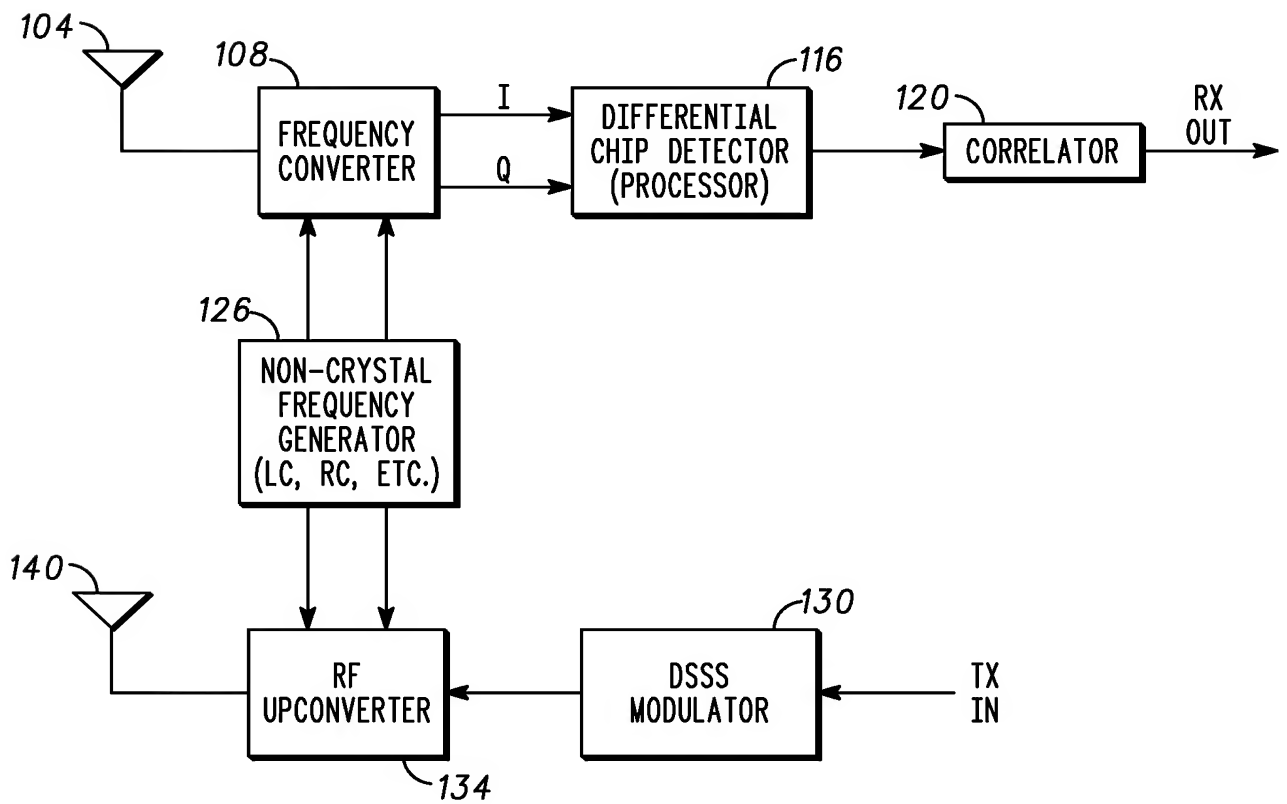 104
108
I
Q
FREQUENCY
CONVERTER
116
DIFFERENTIAL
CHIP DETECTOR
(PROCESSOR)
120
CORRELATOR
RX
OUT
126
NON-CRYSTAL
FREQUENCY
GENERATOR
(LC, RC, ETC.)
140
RF
UPCONVERTER
134
130
DSSS
MODULATOR
TX
IN